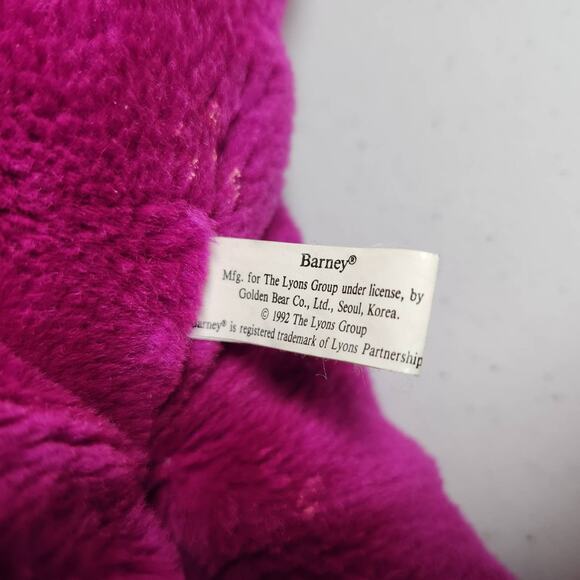 Barney®
Mfg. for The Lyons Group under license, by
Golden Bear Co., Ltd., Seoul, Korea.
© 1992 The Lyons Group
Barney® is registered trademark of Lyons Partnership